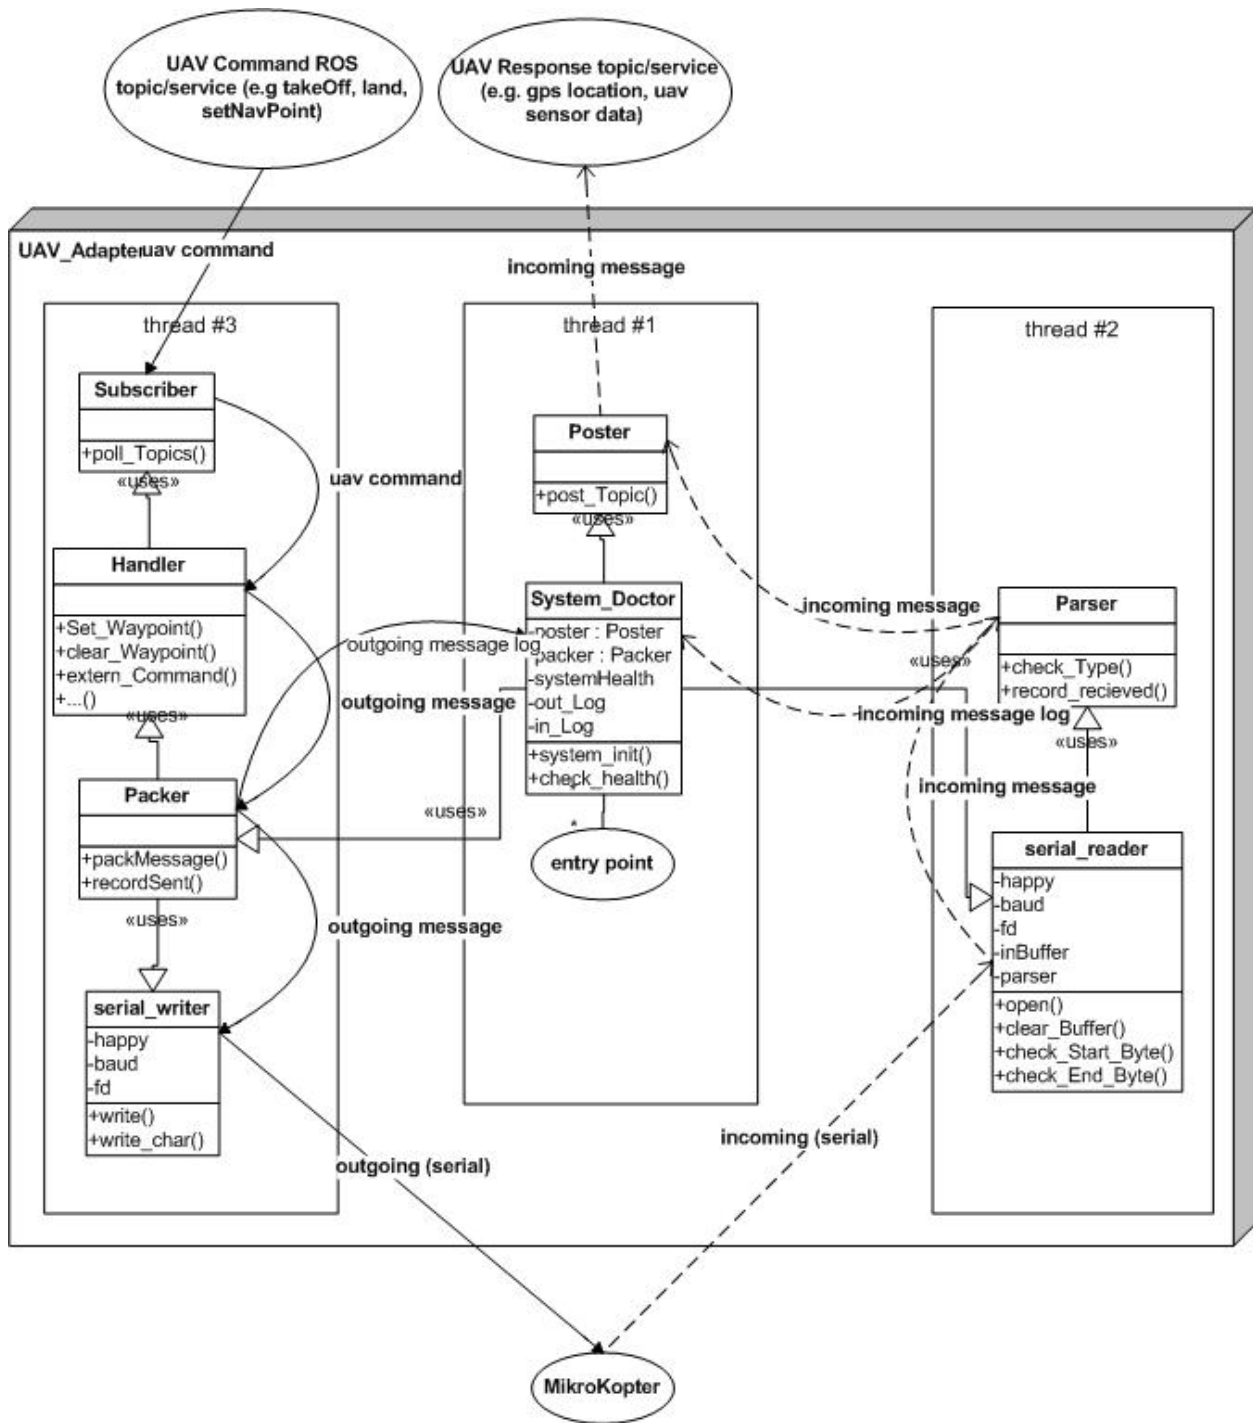 UAV Command ROS
topic/service (e.g takeOff, land,
setNavPoint)
UAV Response topic/service
(e.g. gps location, uav
sensor data)
UAV_Adapter
uav command
incoming message
thread #3
thread #1
thread #2
Subscriber
+poll_Topics()
«uses»
uav command
Poster
+post_Topic()
«uses»
Handler
+Set_Waypoint()
+clear_Waypoint()
+extern_Command()
+...()
«uses»
outgoing message log
outgoing message
System_Doctor
-poster : Poster
-packer : Packer
-systemHealth
-out_Log
-in_Log
+system_init()
+check_health()
*
*
entry point
incoming message
Parser
+check_Type()
+record_recieved()
«uses»
incoming message log
«uses»
incoming message
Packer
+packMessage()
+recordSent()
«uses»
«uses»
outgoing message
serial_writer
-happy
-baud
-fd
+write()
+write_char()
serial_reader
-happy
-baud
-fd
-inBuffer
-parser
+open()
+clear_Buffer()
+check_Start_Byte()
+check_End_Byte()
outgoing (serial)
incoming (serial)
MikroKopter